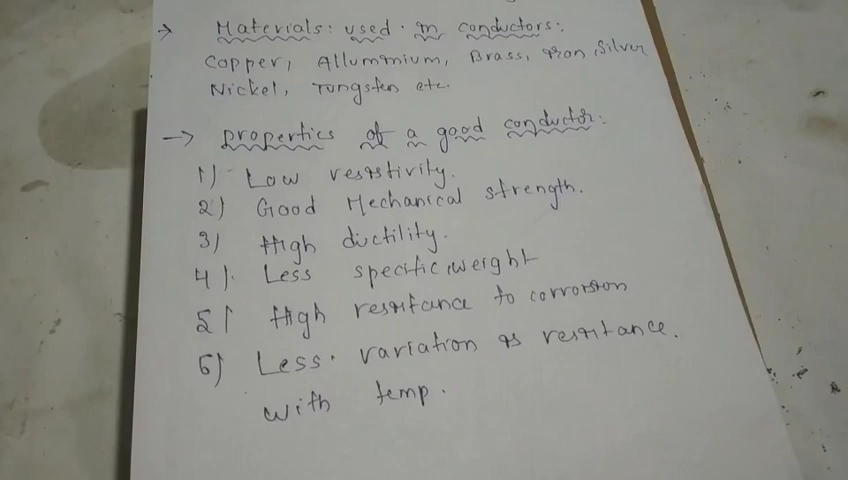 → Materials: used in conductors:
Copper, Allumnium, Brass, Iron, Silver
Nickel, Tungsten etc.
→ Properties of a good conductor:
1) Low resistivity.
2) Good Mechanical strength.
3) High ductility.
4) Less specific weight
5) High resistance to corrorsion
6) Less variation is resistance.
with temp.